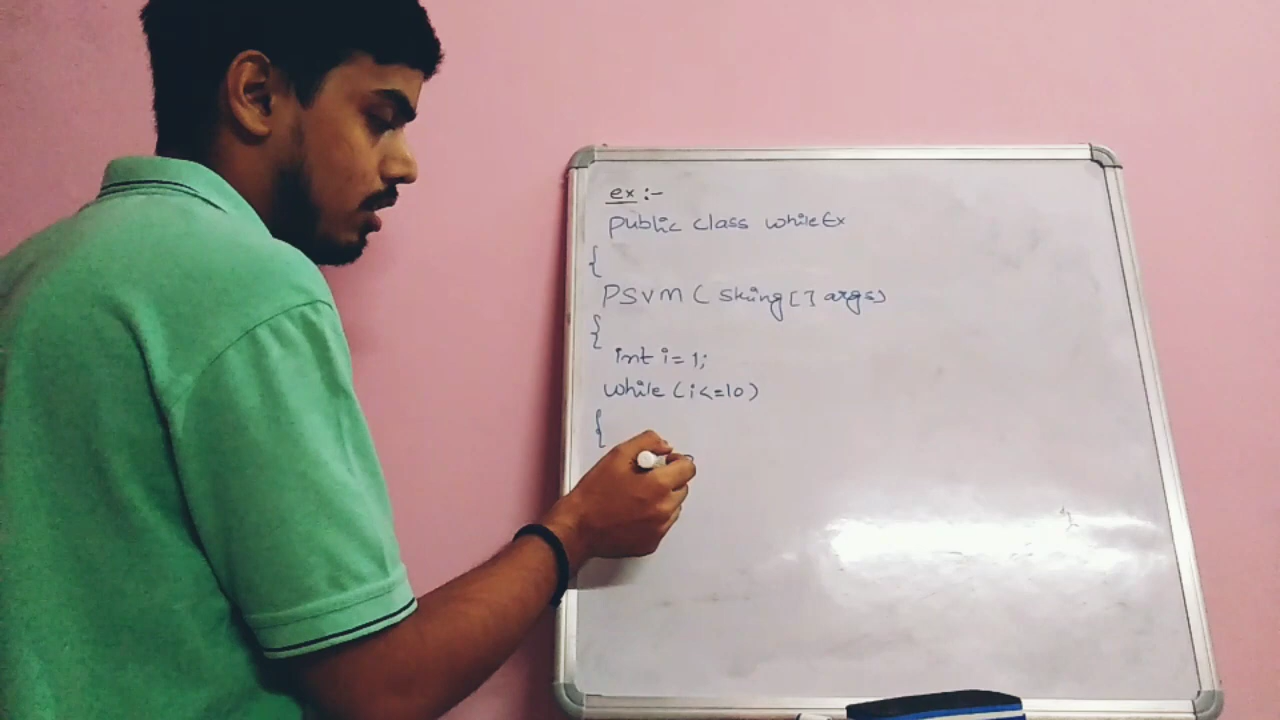 ex :-
public class whileEx
{
PSVM ( String [ ] args)
{
int i = 1;
while (i <= 10)
{